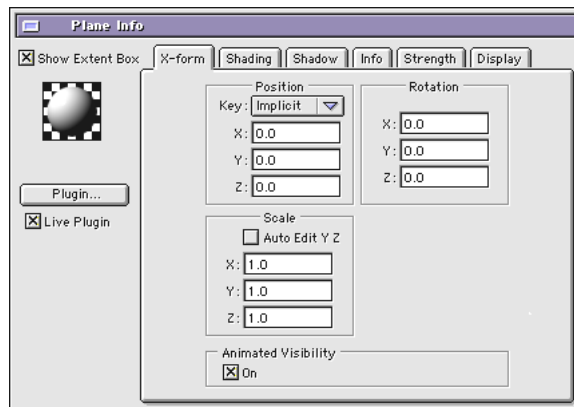 Plane Info
Show Extent Box
X-form Shading Shadow Info Strength Display
Position
Key: Implicit
X: 0.0
Y: 0.0
Z: 0.0
Rotation
X: 0.0
Y: 0.0
Z: 0.0
Plugin...
Live Plugin
Scale
Auto Edit Y Z
X: 1.0
Y: 1.0
Z: 1.0
Animated Visibility
On